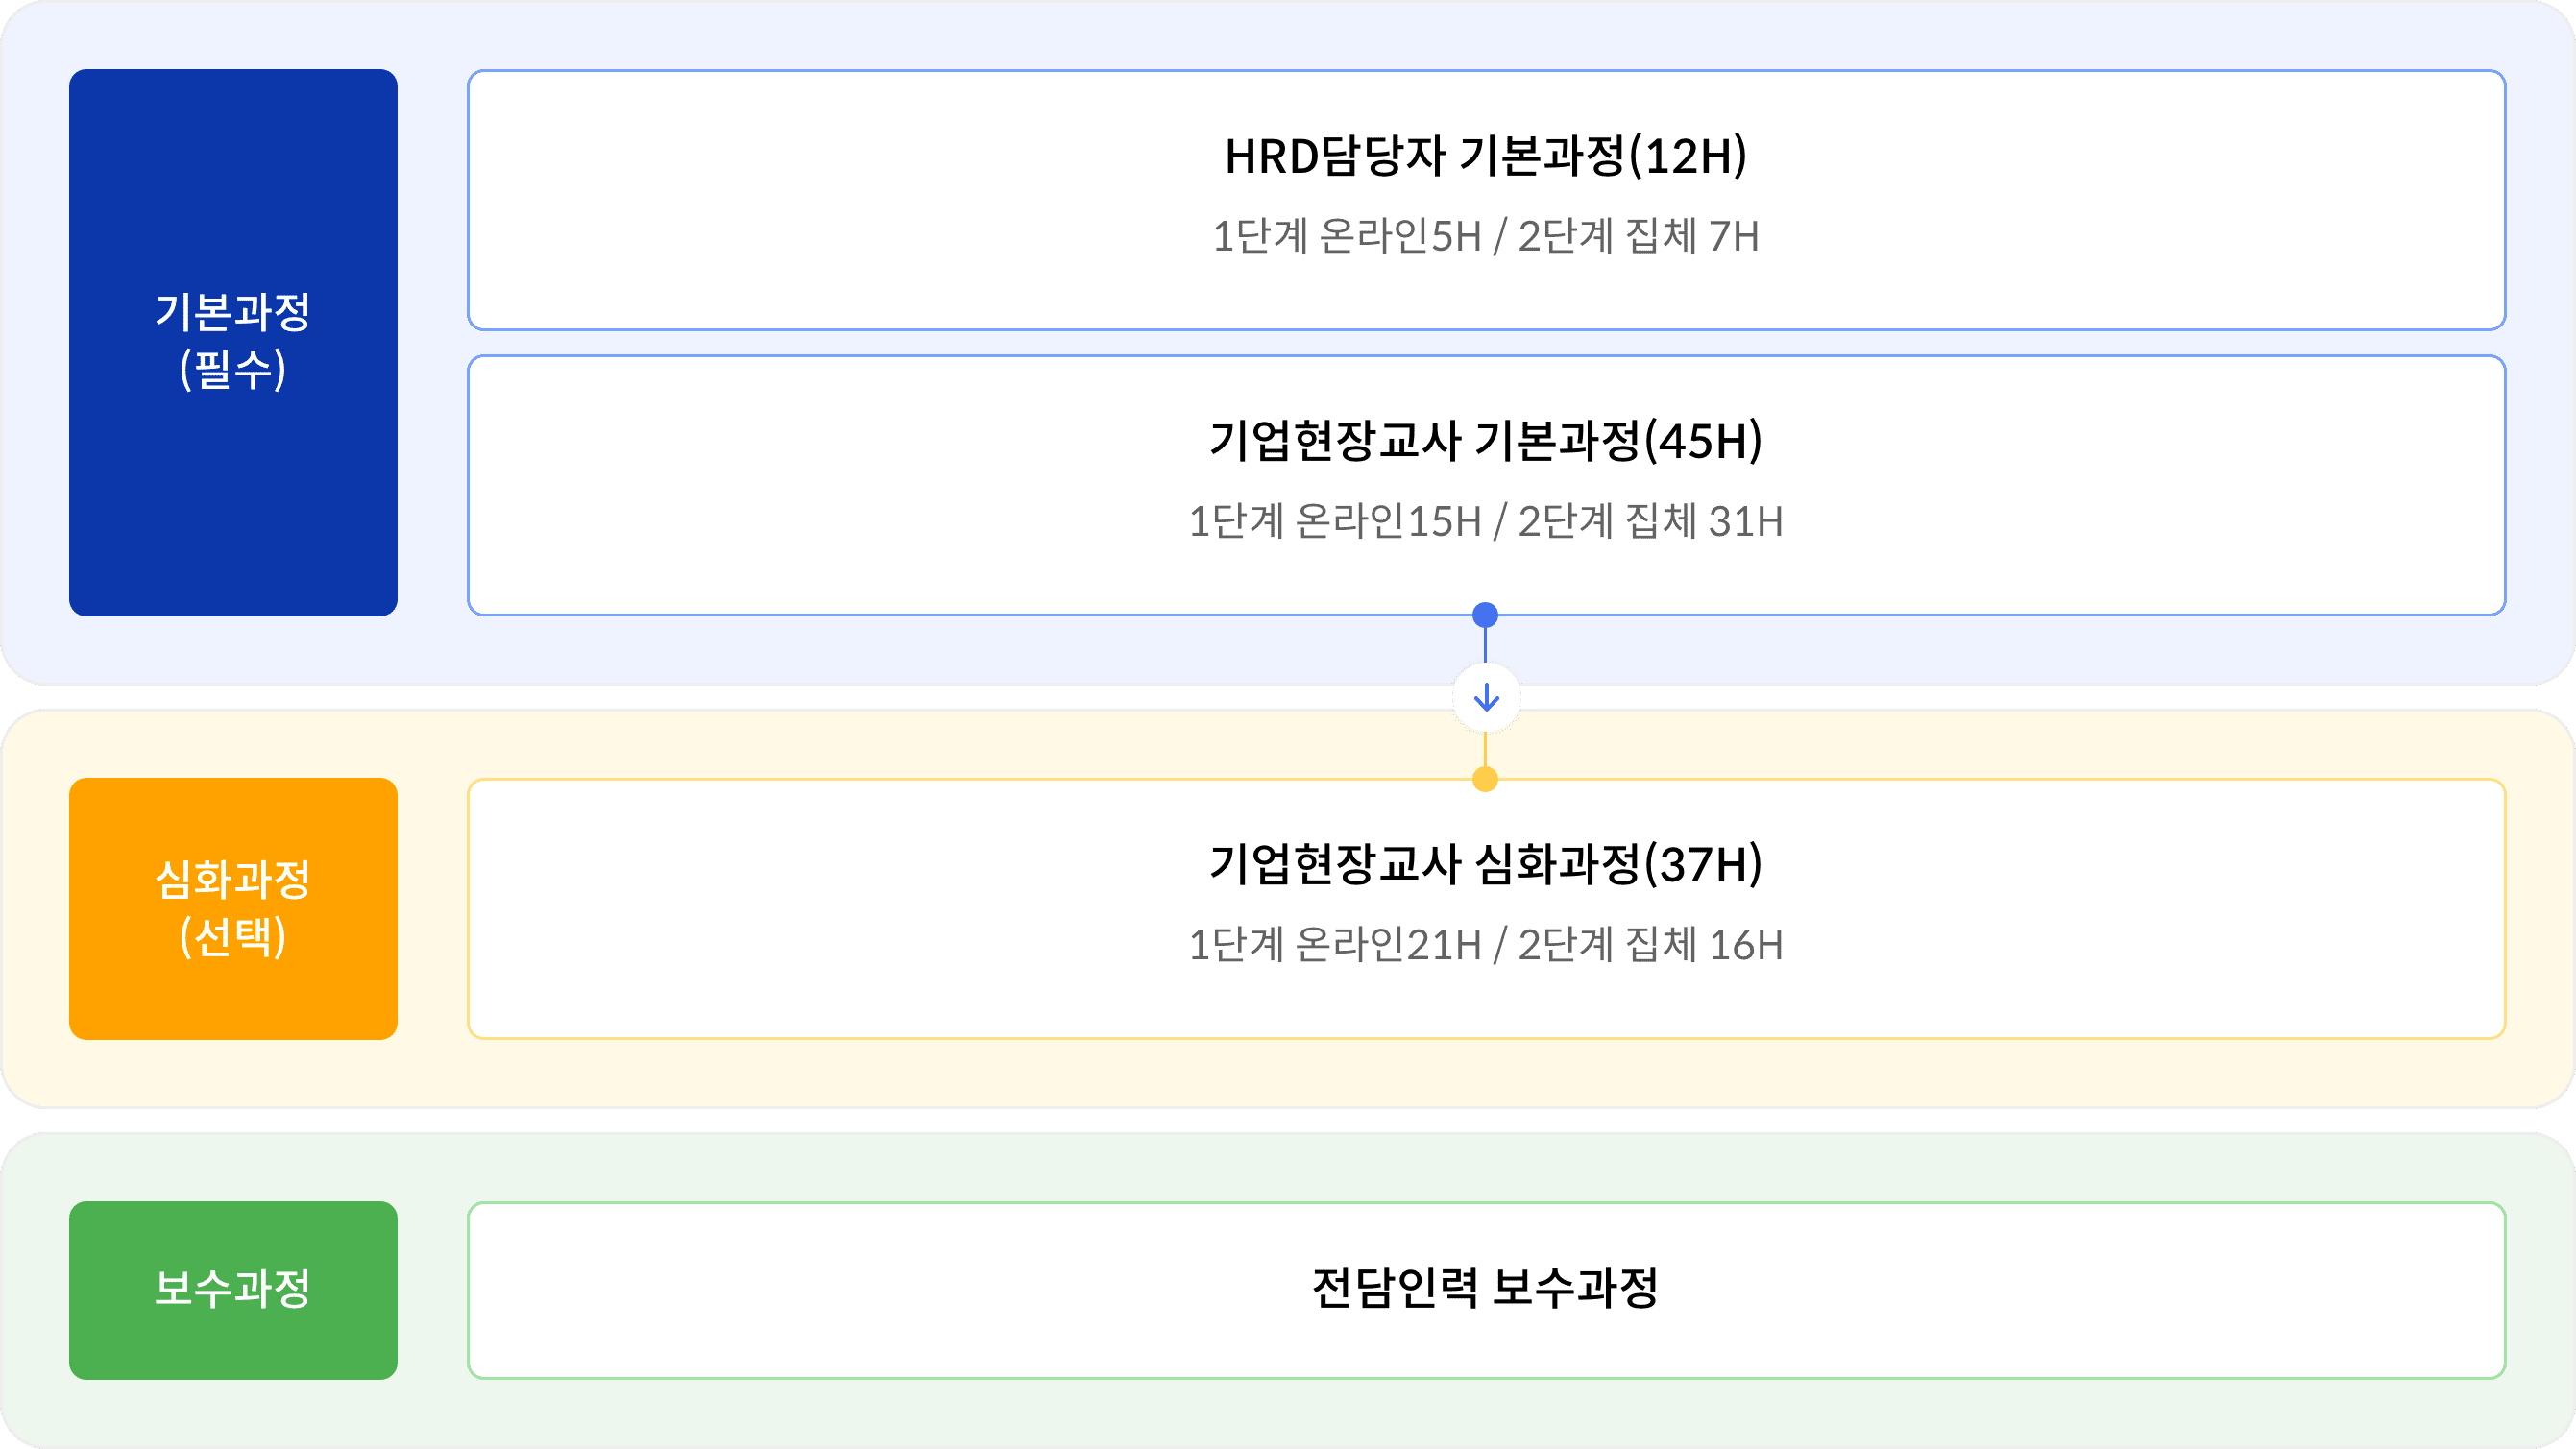 기본과정
(필수)
HRD담당자 기본과정(12H)
1단계 온라인5H / 2단계 집체 7H
기업현장교사 기본과정(45H)
1단계 온라인15H / 2단계 집체 31H
심화과정
(선택)
기업현장교사 심화과정(37H)
1단계 온라인21H / 2단계 집체 16H
보수과정
전담인력 보수과정